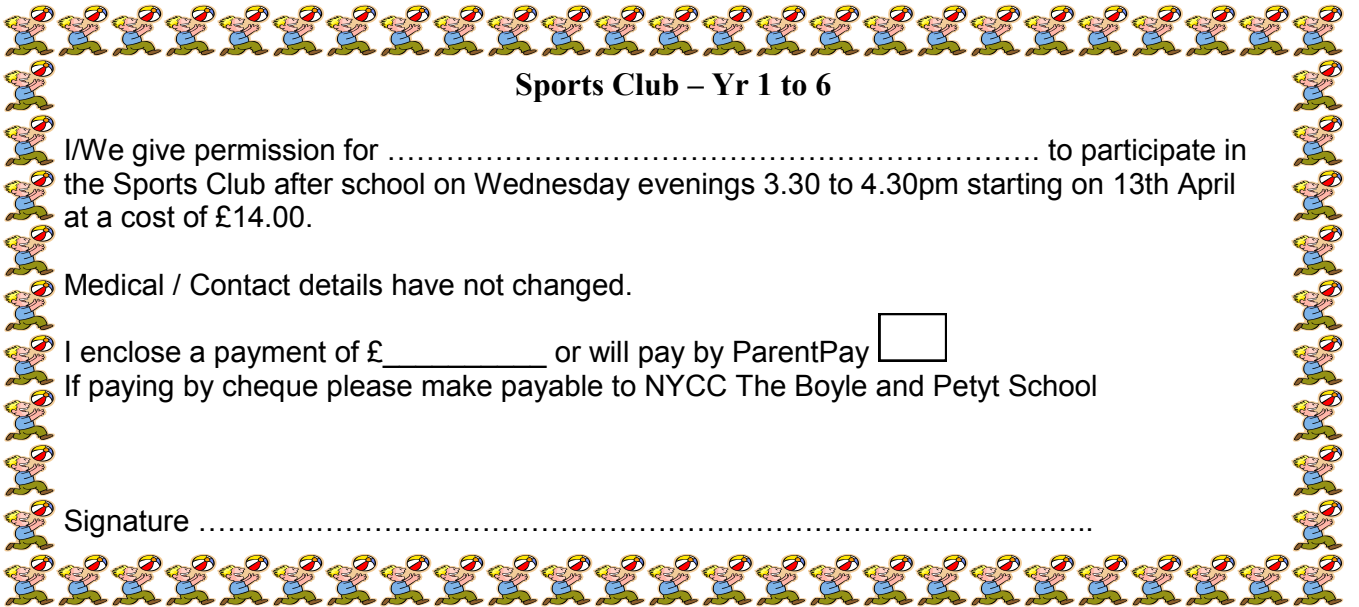 Sports Club – Yr 1 to 6
I/We give permission for …………………………………………………………. to participate in
the Sports Club after school on Wednesday evenings 3.30 to 4.30pm starting on 13th April
at a cost of £14.00.
Medical / Contact details have not changed.
I enclose a payment of £__________ or will pay by ParentPay
If paying by cheque please make payable to NYCC The Boyle and Petyt School
Signature ……………………………………………………………………………….